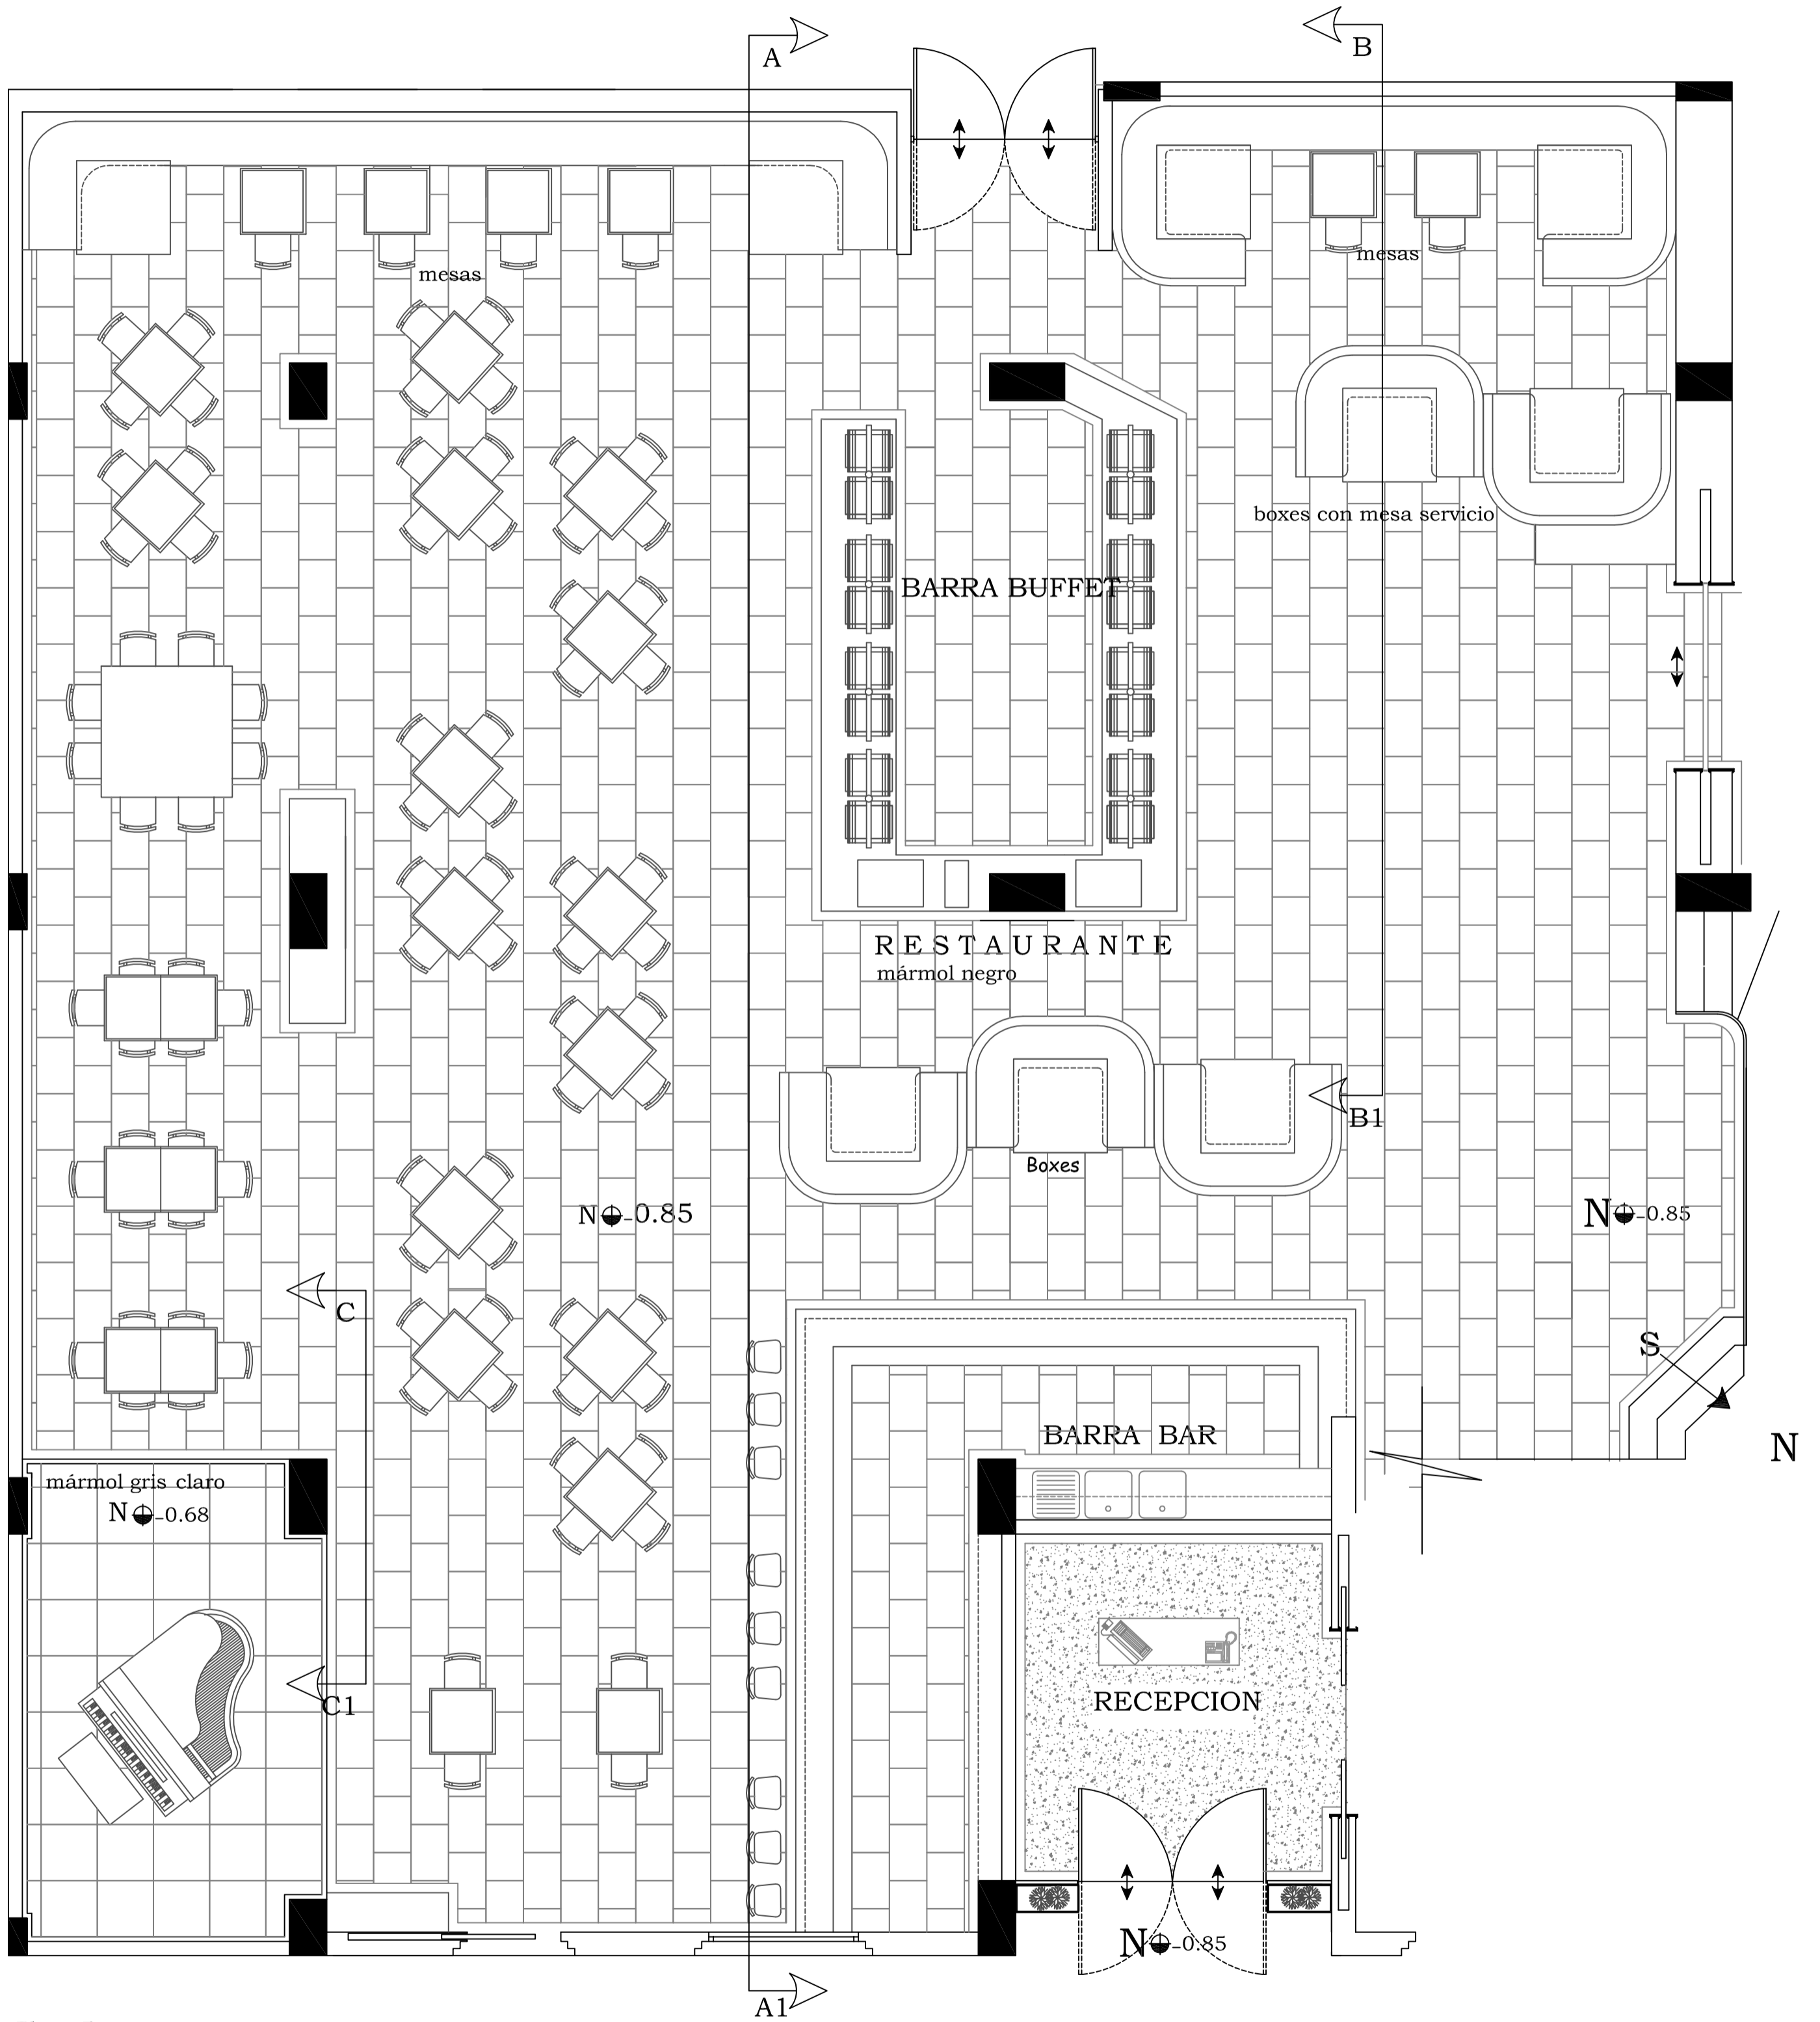 A
B
mesas
mesas
boxes con mesa servicio
BARRA BUFFET
RESTAURANTE
mármol negro
B1
Boxes
N -0.85
N -0.85
C
S
BARRA BAR
N
mármol gris claro
N -0.68
RECEPCION
C1
N -0.85
A1